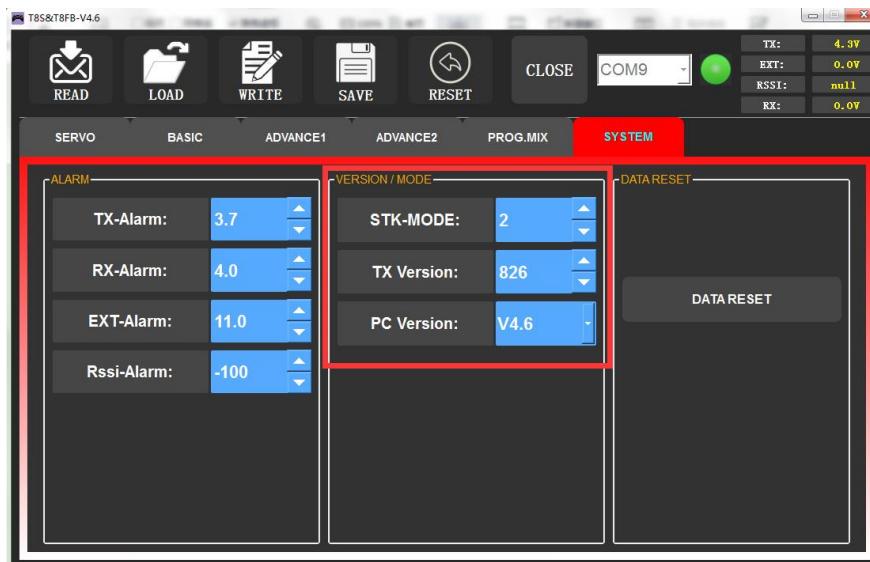 T8S&T8FB-V4.6
READ
LOAD
WRITE
SAVE
RESET
CLOSE
COM9
TX: 4.3V
EXT: 0.0V
RSSI: null
RX: 0.0V
SERVO
BASIC
ADVANCE1
ADVANCE2
PROG.MIX
SYSTEM
ALARM
TX-Alarm: 3.7
RX-Alarm: 4.0
EXT-Alarm: 11.0
Rssi-Alarm: -100
VERSION / MODE
STK-MODE: 2
TX Version: 826
PC Version: V4.6
DATA RESET
DATA RESET